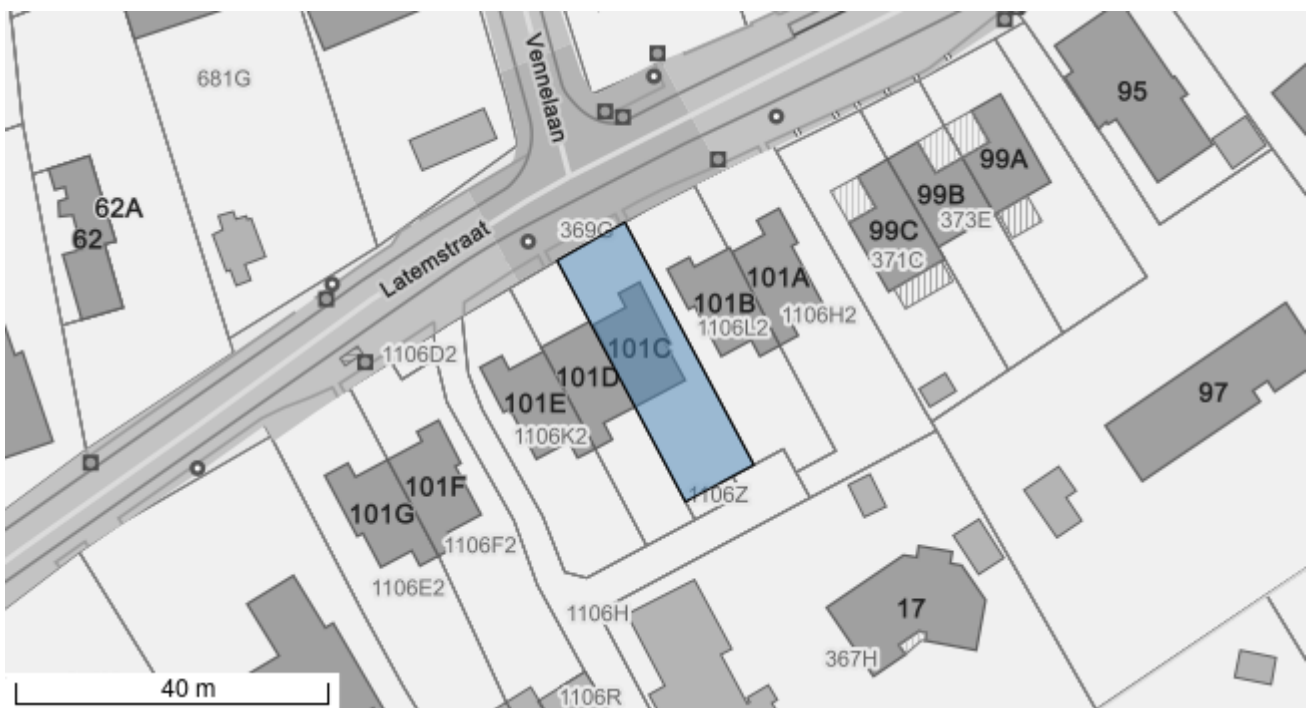 681G
Vennelaan
95
99A
62A
62
99B
373E
369G
99C
371C
Latemstraat
101A
101B
1106H2
1106L2
101C
1106D2
101D
97
101E
1106K2
101F
1106Z
101G
1106F2
1106E2
1106H
17
367H
40 m
1106R